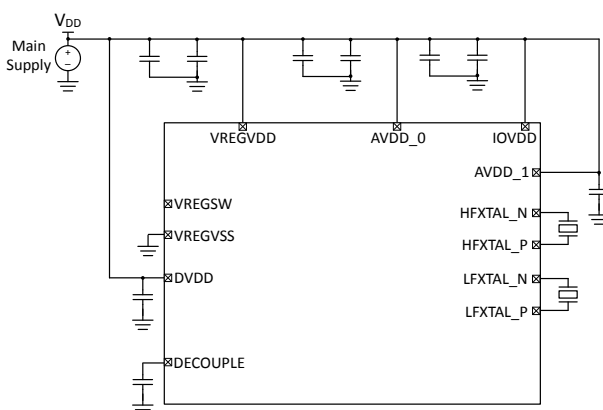 VDD
Main
Supply
+
−
VREGVDD
AVDD_0
IOVDD
AVDD_1
VREGSW
HFXTAL_N
VREGVSS
HFXTAL_P
DVDD
LFXTAL_N
LFXTAL_P
DECOUPLE